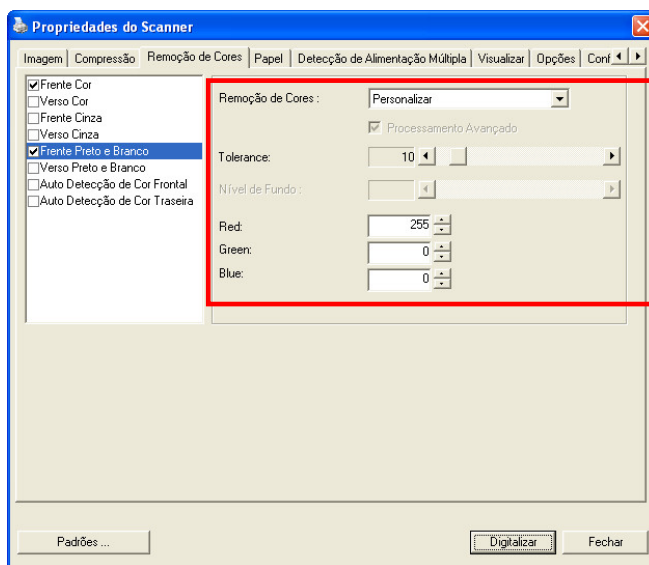 Propriedades do Scanner
Imagem Compressão Remoção de Cores Papel Detecção de Alimentação Múltipla Visualizar Opções Conf
Frente Cor
Verso Cor
Frente Cinza
Verso Cinza
Frente Preto e Branco
Verso Preto e Branco
Auto Detecção de Cor Frontal
Auto Detecção de Cor Traseira
Remoção de Cores : Personalizar
Processamento Avançado
Tolerance: 10
Nível de Fundo :
Red: 255
Green: 0
Blue: 0
Padrões ... Digitalizar Fechar